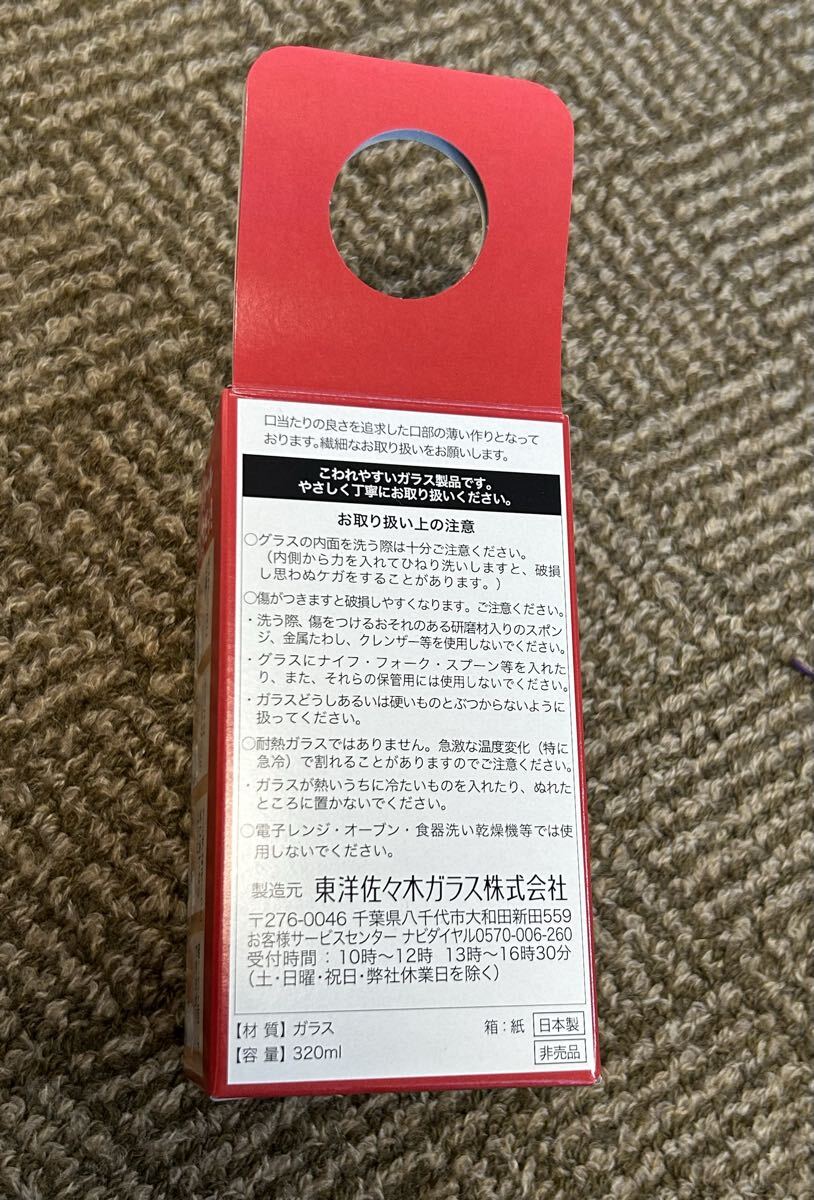 口当たりの良さを追求した口部の薄い作りとなって
おります。繊細なお取り扱いをお願いします。
こわれやすいガラス製品です。
やさしく丁寧にお取り扱いください。
お取り扱い上の注意
○グラスの内面を洗う際は十分ご注意ください。
（内側から力を入れてひねり洗いしますと、破損
し思わぬケガをすることがあります。）
○傷がつきますと破損しやすくなります。ご注意ください。
・洗う際、傷をつけるおそれのある研磨材入りのスポン
ジ、金属たわし、クレンザー等を使用しないでください。
・グラスにナイフ・フォーク・スプーン等を入れた
り、また、それらの保管用には使用しないでください。
・ガラスどうしあるいは硬いものとぶつからないように
扱ってください。
○耐熱ガラスではありません。急激な温度変化（特に
急冷）で割れることがありますのでご注意ください。
・ガラスが熱いうちに冷たいものを入れたり、ぬれた
ところに置かないでください。
○電子レンジ・オーブン・食器洗い乾燥機等では使
用しないでください。
製造元 東洋佐々木ガラス株式会社
〒276-0046 千葉県八千代市大和田新田559
お客様サービスセンター ナビダイヤル0570-006-260
受付時間：10時〜12時 13時〜16時30分
（土・日曜・祝日・弊社休業日を除く）
【材 質】ガラス 箱：紙 日本製
【容 量】320ml 非売品